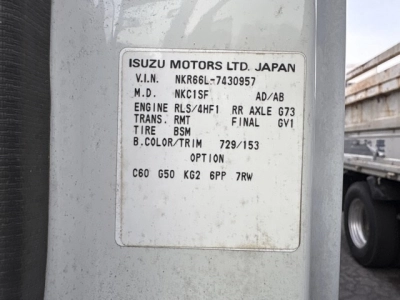 ISUZU MOTORS LTD. JAPAN
V.I.N. NKR66L-7430957
M.D. NKC1SF AD/AB
ENGINE RLS/4HF1 RR AXLE G73
TRANS. RMT FINAL GV1
TIRE BSM
B.COLOR/TRIM 729/153
OPTION
C60 G50 KG2 6PP 7RW